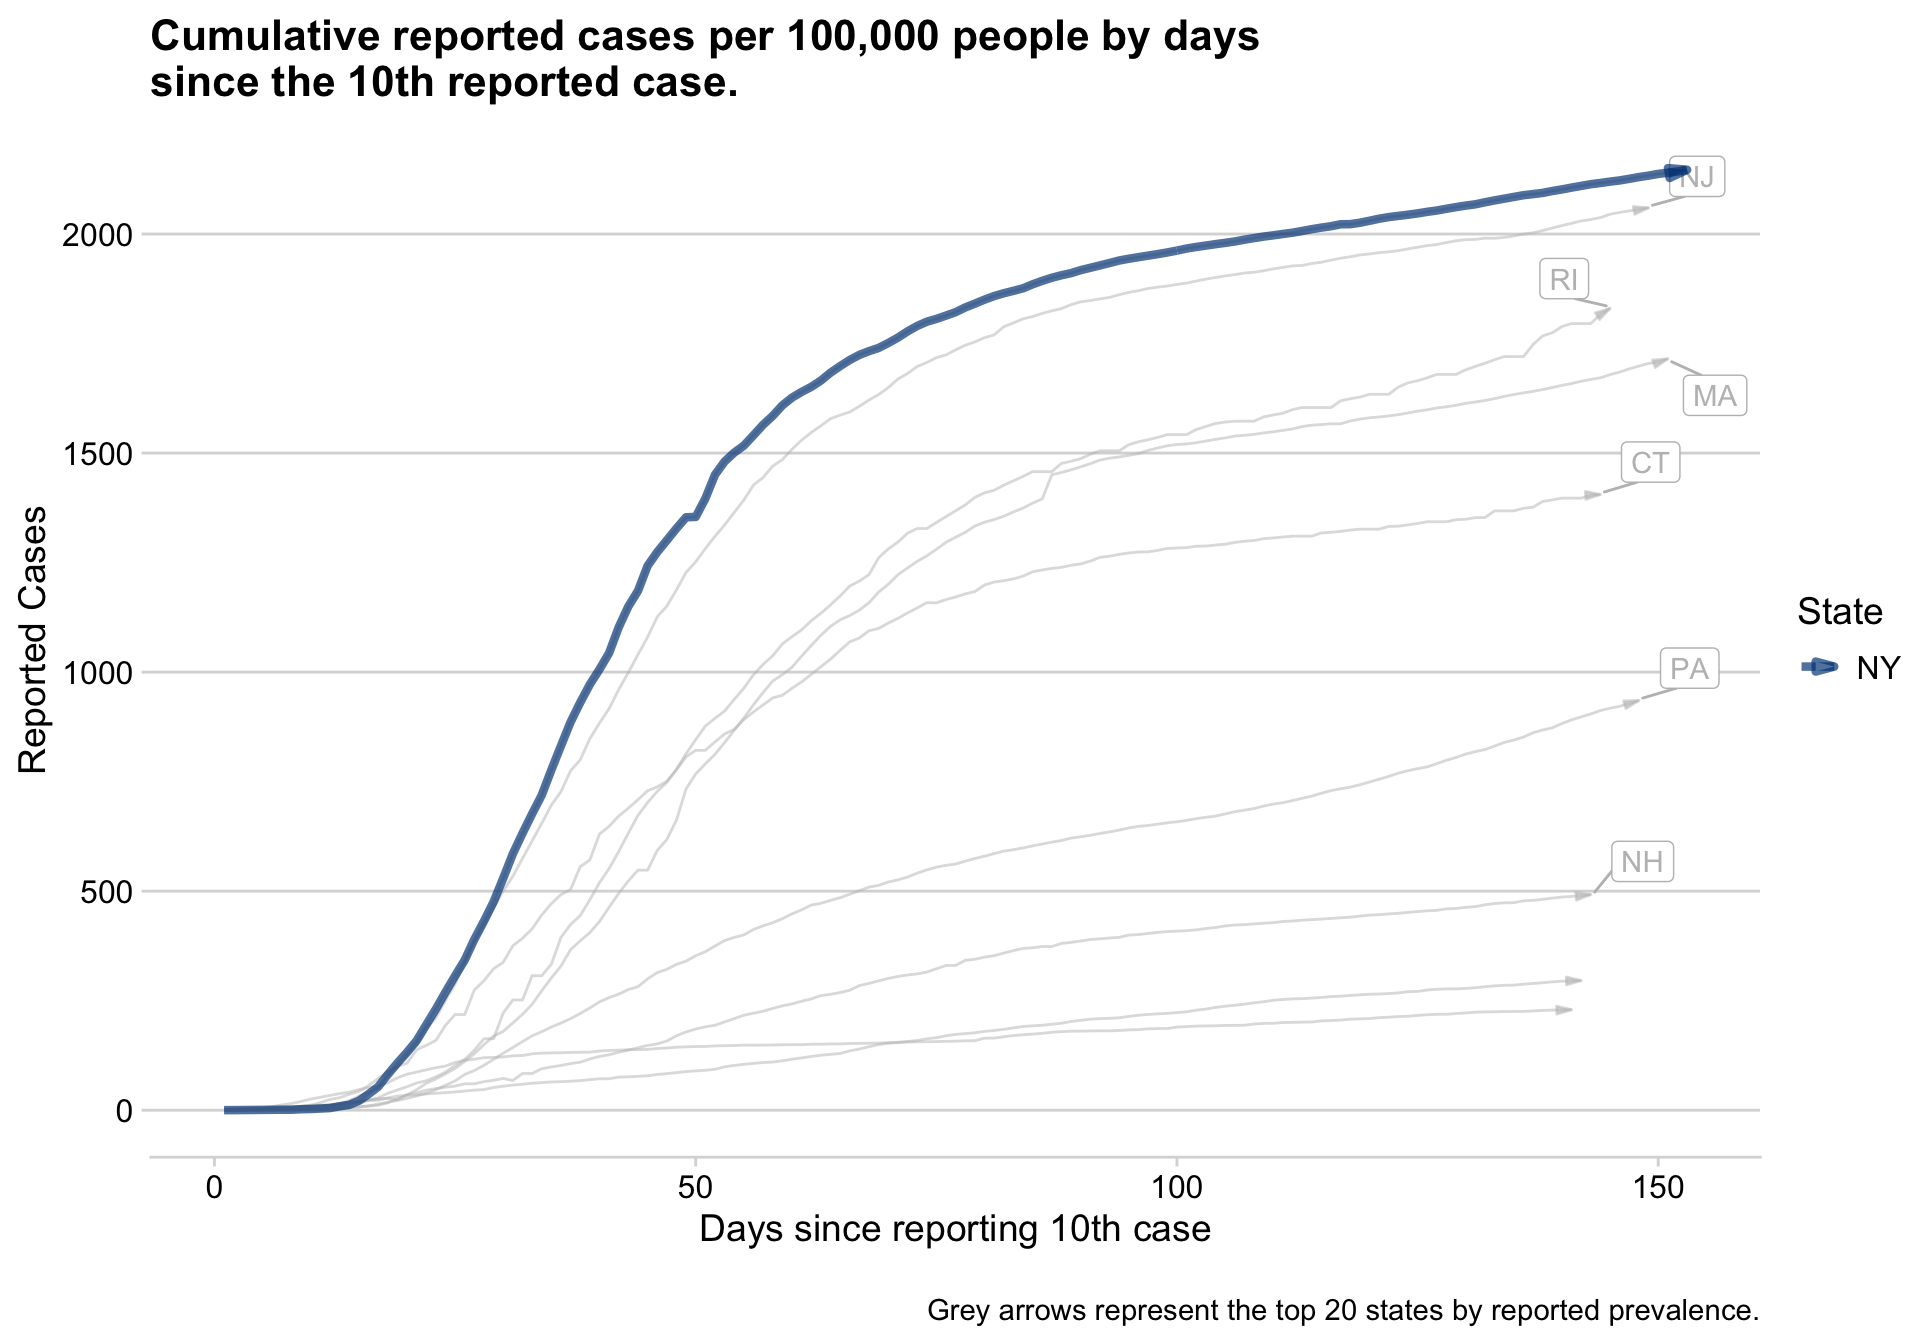 Cumulative reported cases per 100,000 people by days
since the 10th reported case.
NJ
2000
RI
MA
1500
CT
Reported Cases
State
NY
1000
PA
NH
500
0
0 50 100 150
Days since reporting 10th case
Grey arrows represent the top 20 states by reported prevalence.